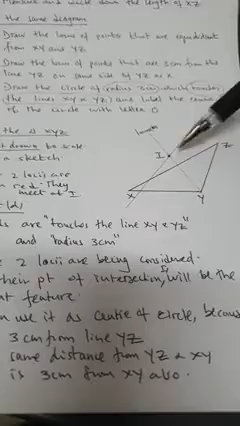 Measure and write down the length of XZ
the same diagram
Draw the locus of points that are equidistant
from XY and YZ
Draw the locus of points that are 3cm from the
line YZ on same side of YZ as X
Draw the circle of radius 3cm which touches
the lines XY & YZ and label the centre
of the circle with letter O
the Δ is XYZ
drawn to scale
a sketch:
2 locii are
in red. They
meet at I
Z
I
X
Y
are "touches the line XY & YZ"
and "radius 3cm"
2 locii are being considered.
their pt of intersection, I, will be the
feature.
use it as centre of circle, because
3 cm from line YZ
same distance from YZ & XY
is 3cm from XY also.